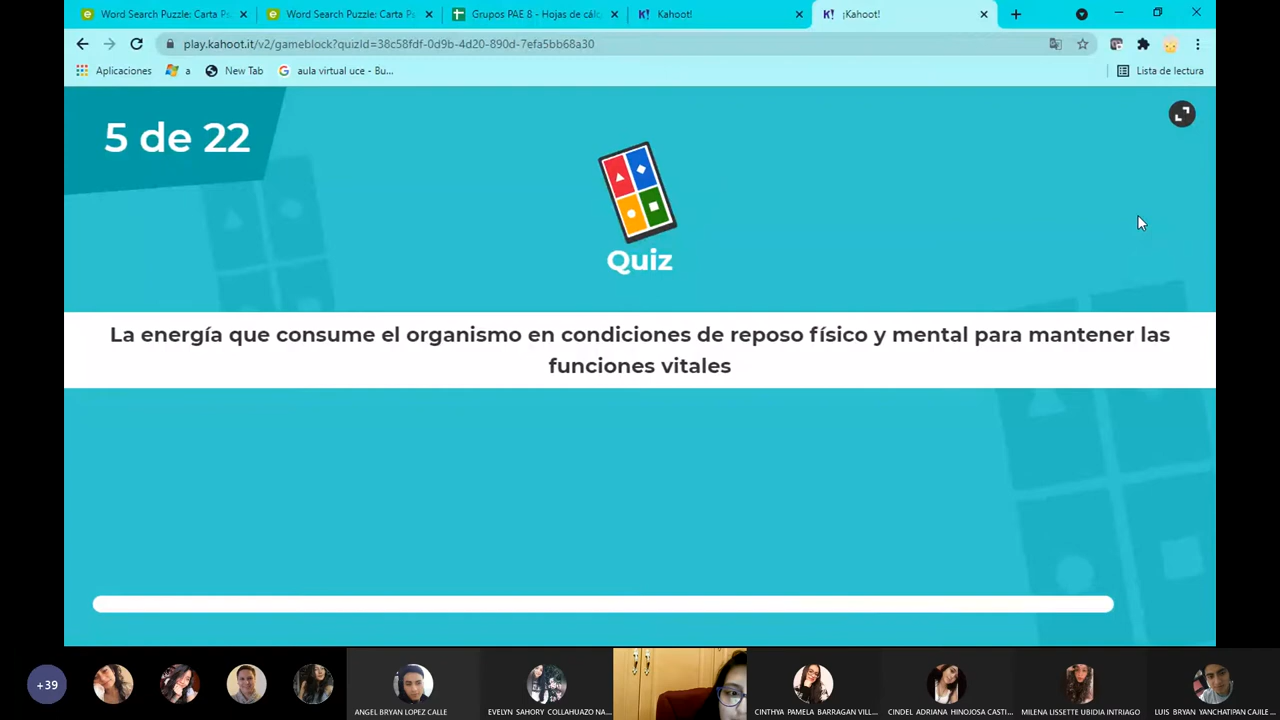 Word Search Puzzle: Carta Ps
Word Search Puzzle: Carta Ps
Grupos PAE 8 - Hojas de cálc
K! Kahoot!
K! ¡Kahoot!
play.kahoot.it/v2/gameblock?quizId=38c58fdf-0d9b-4d20-890d-7efa5bb68a30
Aplicaciones
a
New Tab
aula virtual uce - Bu...
Lista de lectura
5 de 22
Quiz
La energía que consume el organismo en condiciones de reposo físico y mental para mantener las
funciones vitales
+39
ANGEL BRYAN LOPEZ CALLE
EVELYN SAHORY COLLAHUAZO NA...
CINTHYA PAMELA BARRAGAN VILL...
CINDEL ADRIANA HINOJOSA CASTI...
MILENA LISSETTE UBIDIA INTRIAGO
LUIS BRYAN YANCHATIPAN CAJILE...